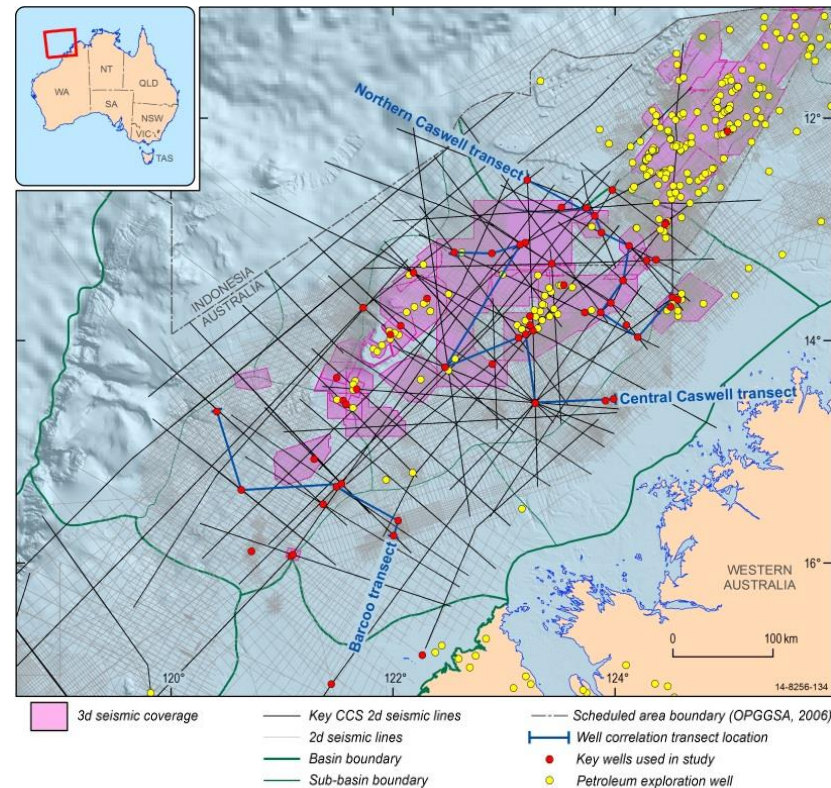 WA
NT
SA
QLD
NSW
VIC
TAS
Northern Caswell transect
12°
INDONESIA
AUSTRALIA
14°
Central Caswell transect
Barcoo transect
16°
WESTERN
AUSTRALIA
0 100 km
120°
122°
124°
14-8256-134
3d seismic coverage
Key CCS 2d seismic lines
2d seismic lines
Basin boundary
Sub-basin boundary
Scheduled area boundary (OPGGSA, 2006)
Well correlation transect location
Key wells used in study
Petroleum exploration well